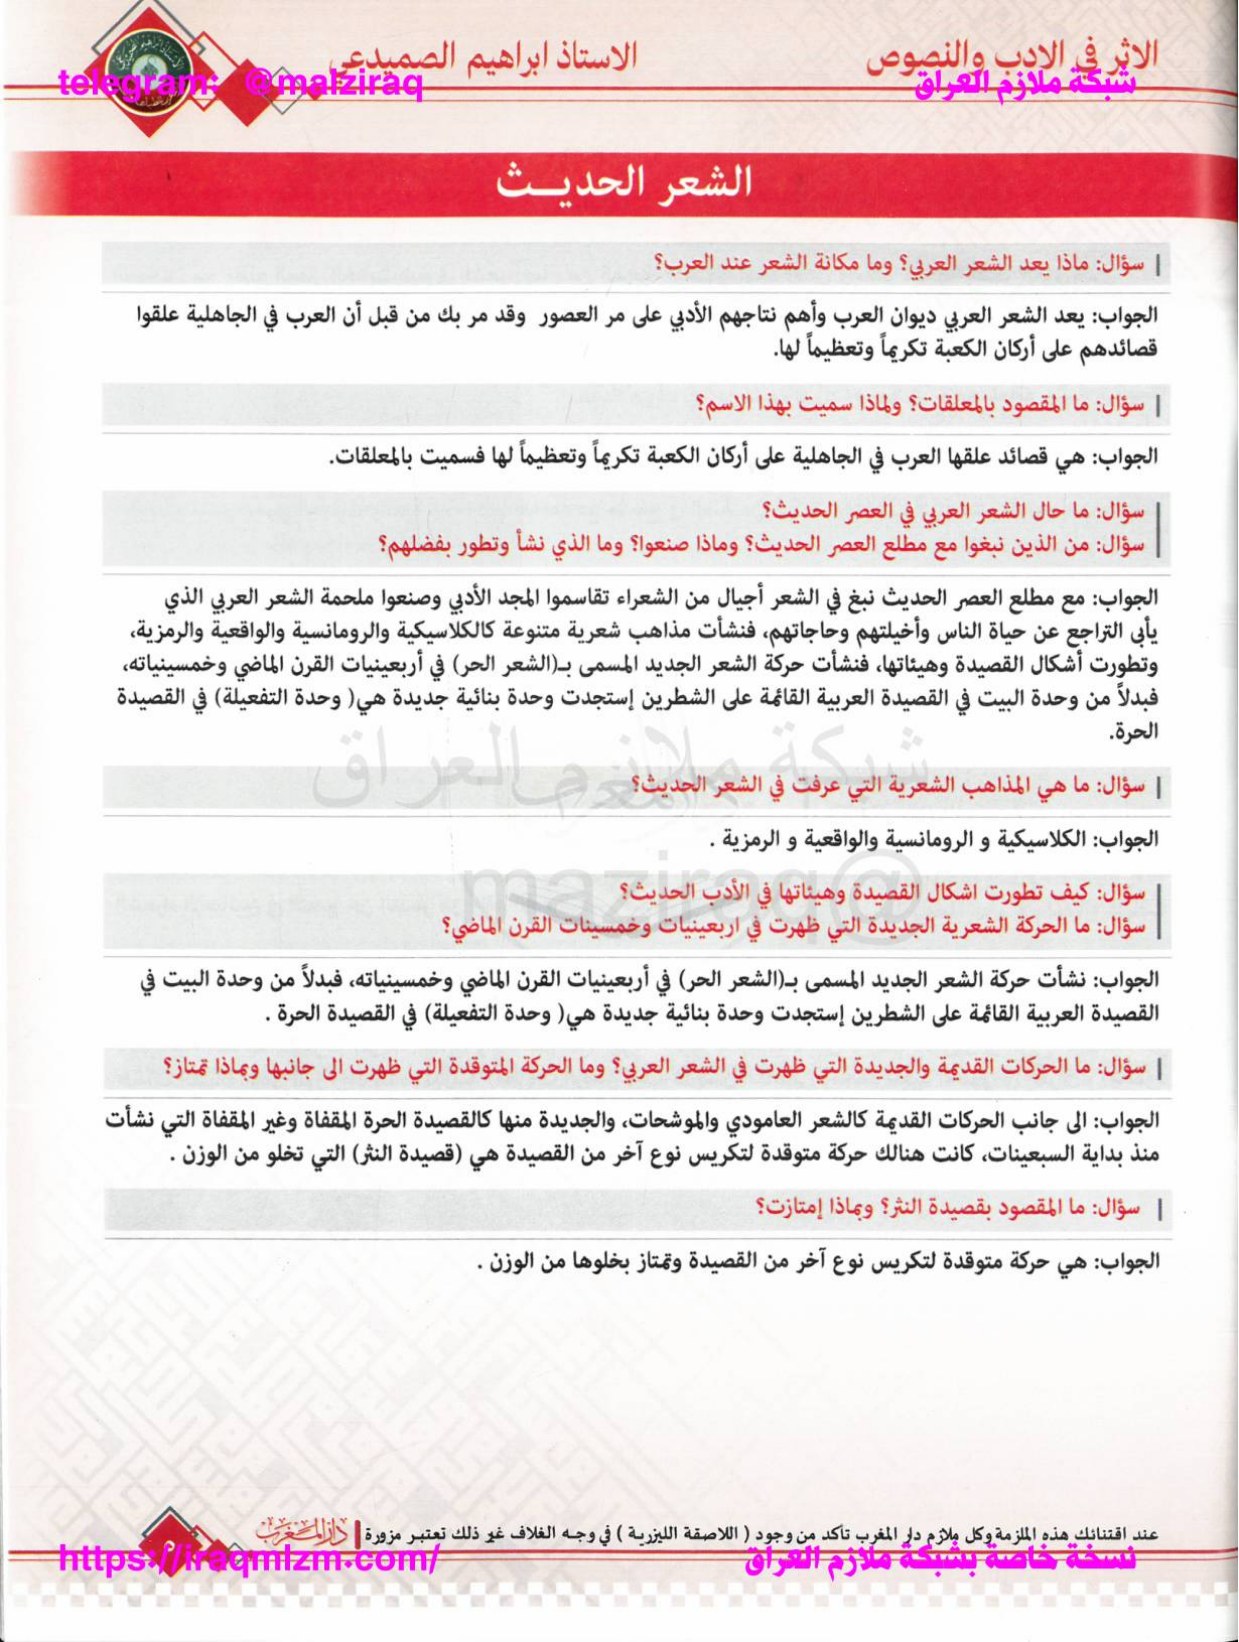 الاثر في الادب والنصوص
الاستاذ ابراهيم الصميدعي
شبكة ملازم العراق
telegram: @malziraq
الشعر الحديث
سؤال: ماذا يعد الشعر العربي؟ وما مكانة الشعر عند العرب؟
الجواب: يعد الشعر العربي ديوان العرب وأهم نتاجهم الأدبي على مر العصور وقد مر بك من قبل أن العرب في الجاهلية علقوا
قصائدهم على أركان الكعبة تكريماً وتعظيماً لها.
سؤال: ما المقصود بالمعلقات؟ ولماذا سميت بهذا الاسم؟
الجواب: هي قصائد علقها العرب في الجاهلية على أركان الكعبة تكريماً وتعظيماً لها فسميت بالمعلقات.
سؤال: ما حال الشعر العربي في العصر الحديث؟
سؤال: من الذين نبغوا مع مطلع العصر الحديث؟ وماذا صنعوا؟ وما الذي نشأ وتطور بفضلهم؟
الجواب: مع مطلع العصر الحديث نبغ في الشعر أجيال من الشعراء تقاسموا المجد الأدبي وصنعوا ملحمة الشعر العربي الذي
يأبى التراجع عن حياة الناس وأخيلتهم وحاجاتهم، فنشأت مذاهب شعرية متنوعة كالكلاسيكية والرومانسية والواقعية والرمزية،
وتطورت أشكال القصيدة وهيئاتها، فنشأت حركة الشعر الجديد المسمى بـ(الشعر الحر) في أربعينيات القرن الماضي وخمسينياته،
فبدلاً من وحدة البيت في القصيدة العربية القائمة على الشطرين إستجدت وحدة بنائية جديدة هي( وحدة التفعيلة) في القصيدة
الحرة.
شبكة ملازم العراق
سؤال: ما هي المذاهب الشعرية التي عرفت في الشعر الحديث؟
الجواب: الكلاسيكية و الرومانسية والواقعية و الرمزية .
maziraq@
سؤال: كيف تطورت اشكال القصيدة وهيئاتها في الأدب الحديث؟
سؤال: ما الحركة الشعرية الجديدة التي ظهرت في اربعينيات وخمسينات القرن الماضي؟
الجواب: نشأت حركة الشعر الجديد المسمى بـ(الشعر الحر) في أربعينيات القرن الماضي وخمسينياته، فبدلاً من وحدة البيت في
القصيدة العربية القائمة على الشطرين إستجدت وحدة بنائية جديدة هي( وحدة التفعيلة) في القصيدة الحرة .
سؤال: ما الحركات القديمة والجديدة التي ظهرت في الشعر العربي؟ وما الحركة المتوقدة التي ظهرت الى جانبها وبماذا تمتاز؟
الجواب: الى جانب الحركات القديمة كالشعر العامودي والموشحات، والجديدة منها كالقصيدة الحرة المقفاة وغير المقفاة التي نشأت
منذ بداية السبعينات، كانت هنالك حركة متوقدة لتكريس نوع آخر من القصيدة هي (قصيدة النثر) التي تخلو من الوزن .
سؤال: ما المقصود بقصيدة النثر؟ وبماذا إمتازت؟
الجواب: هي حركة متوقدة لتكريس نوع آخر من القصيدة وتمتاز بخلوها من الوزن .
عند اقتنائك هذه الملزمة وكل ملازم دار المغرب تأكد من وجود ( اللاصقة الليزرية ) في وجه الغلاف غير ذلك تعتبر مزورة
دار المغرب
نسخة خاصة بشبكة ملازم العراق
https://iraqmlzm.com/